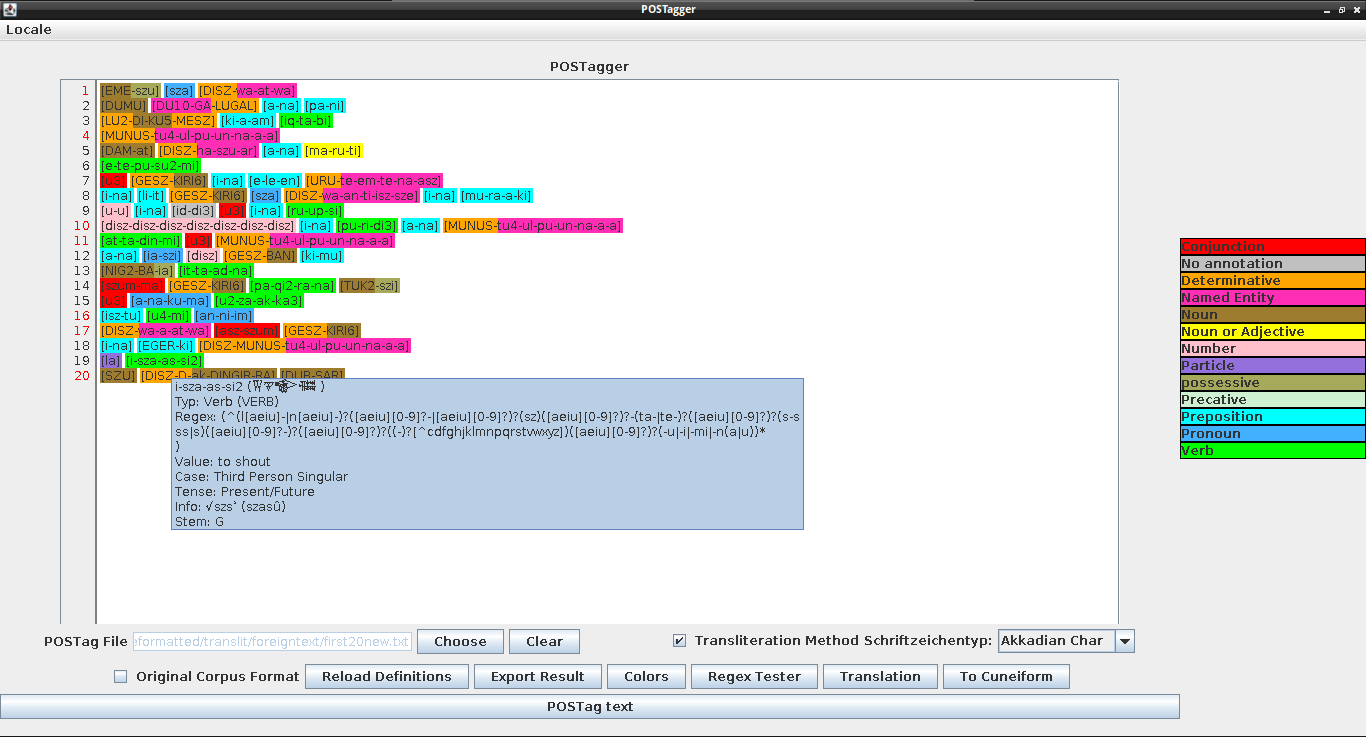 POSTagger
Locale
POSTagger
1 [EME-szu] [sza] [DISZ-wa-at-wa]
2 [DUMU] [DU10-GA-LUGAL] [a-na] [pa-ni]
3 [LU2-DI-KU5-MESZ] [ki-a-am] [iq-ta-bi]
4 [MUNUS-tu4-ul-pu-un-na-a-a]
5 [DAM-at] [DISZ-ha-szu-ar] [a-na] [ma-ru-ti]
6 [e-te-pu-su2-mi]
7 [u3] [GESZ-KIRI6] [i-na] [e-le-en] [URU-te-em-te-na-asz]
8 [i-na] [li-it] [GESZ-KIRI6] [sza] [DISZ-wa-an-ti-isz-sze] [i-na] [mu-ra-a-ki]
9 [u-u] [i-na] [id-di3] [u3] [i-na] [ru-up-si]
10 [disz-disz-disz-disz-disz-disz-disz] [i-na] [pu-ri-di3] [a-na] [MUNUS-tu4-ul-pu-un-na-a-a]
11 [at-ta-din-mi] [u3] [MUNUS-tu4-ul-pu-un-na-a-a]
12 [a-na] [ia-szi] [disz] [GESZ-BAN] [ki-mu]
13 [NIG2-BA-ia] [it-ta-ad-na]
14 [szum-ma] [GESZ-KIRI6] [pa-qi2-ra-na] [TUK2-szi]
15 [u3] [a-na-ku-ma] [u2-za-ak-ka3]
16 [isz-tu] [u4-mi] [an-ni-im]
17 [DISZ-wa-a-at-wa] [asz-szum] [GESZ-KIRI6]
18 [i-na] [EGER-ki] [DISZ-MUNUS-tu4-ul-pu-un-na-a-a]
19 [la] [i-sza-as-si2]
20 [SZU] [DISZ-D-ak-DINGIR-RA] [DUB-SAR]
i-sza-as-si2 ( )
Typ: Verb (VERB)
Regex: (^(I[aeiu]-|n[aeiu]-)?([aeiu][0-9]?-|[aeiu][0-9]?)?(sz)([aeiu][0-9]?)?-(ta-|te-)?([aeiu][0-9]?)?(s-s
ss|s)([aeiu][0-9]?-)?([aeiu][0-9]?)?((-)?[^cdfghjklmnpqrstvwxyz])([aeiu][0-9]?)?(-u|-i|-mi|-n(a|u))*
)
Value: to shout
Case: Third Person Singular
Tense: Present/Future
Info: √szsʾ (szasû)
Stem: G
Conjunction
No annotation
Determinative
Named Entity
Noun
Noun or Adjective
Number
Particle
possessive
Precative
Preposition
Pronoun
Verb
POSTag File eformatted/translit/foreigntext/first20new.txt Choose Clear Transliteration Method Schriftzeichentyp: Akkadian Char
Original Corpus Format Reload Definitions Export Result Colors Regex Tester Translation To Cuneiform
POSTag text